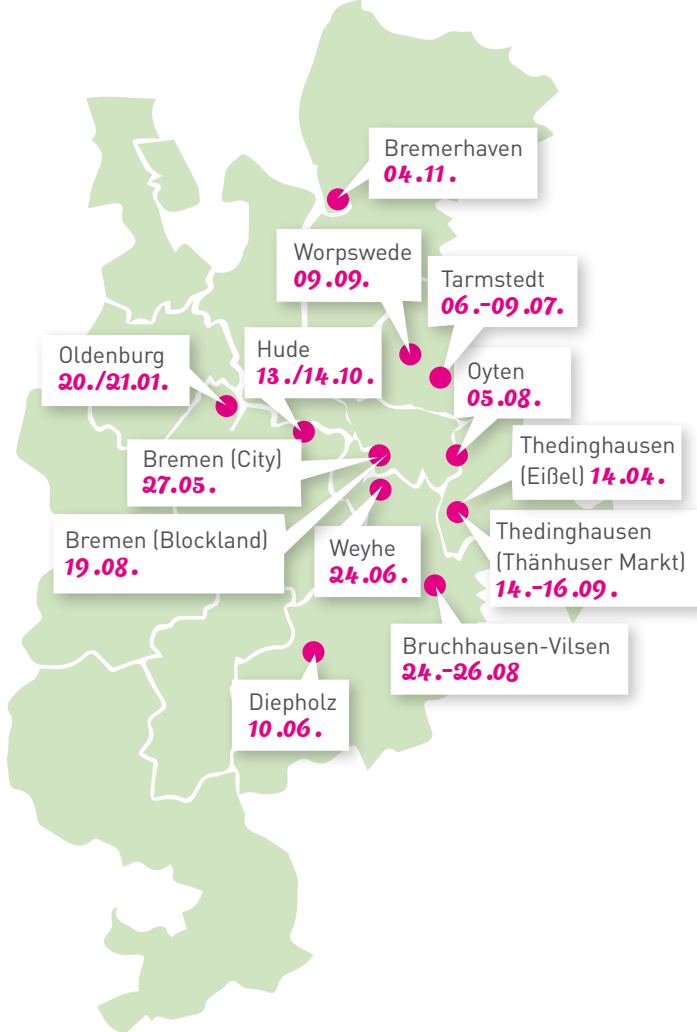 Bremerhaven
04.11.
Worpswede
09.09.
Tarmstedt
06.-09.07.
Oldenburg
20./21.01.
Hude
13./14.10.
Oyten
05.08.
Bremen (City)
27.05.
Thedinghausen
(Eißel) 14.04.
Bremen (Blockland)
19.08.
Weyhe
24.06.
Thedinghausen
(Thänhuser Markt)
14.-16.09.
Bruchhausen-Vilsen
24.-26.08
Diepholz
10.06.